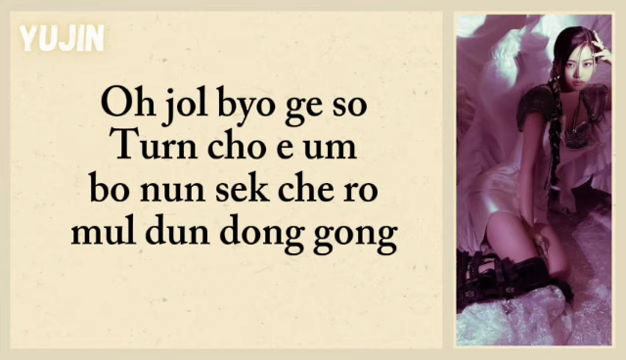 YUJIN
Oh jol byo ge so
Turn cho e um
bo nun sek che ro
mul dun dong gong